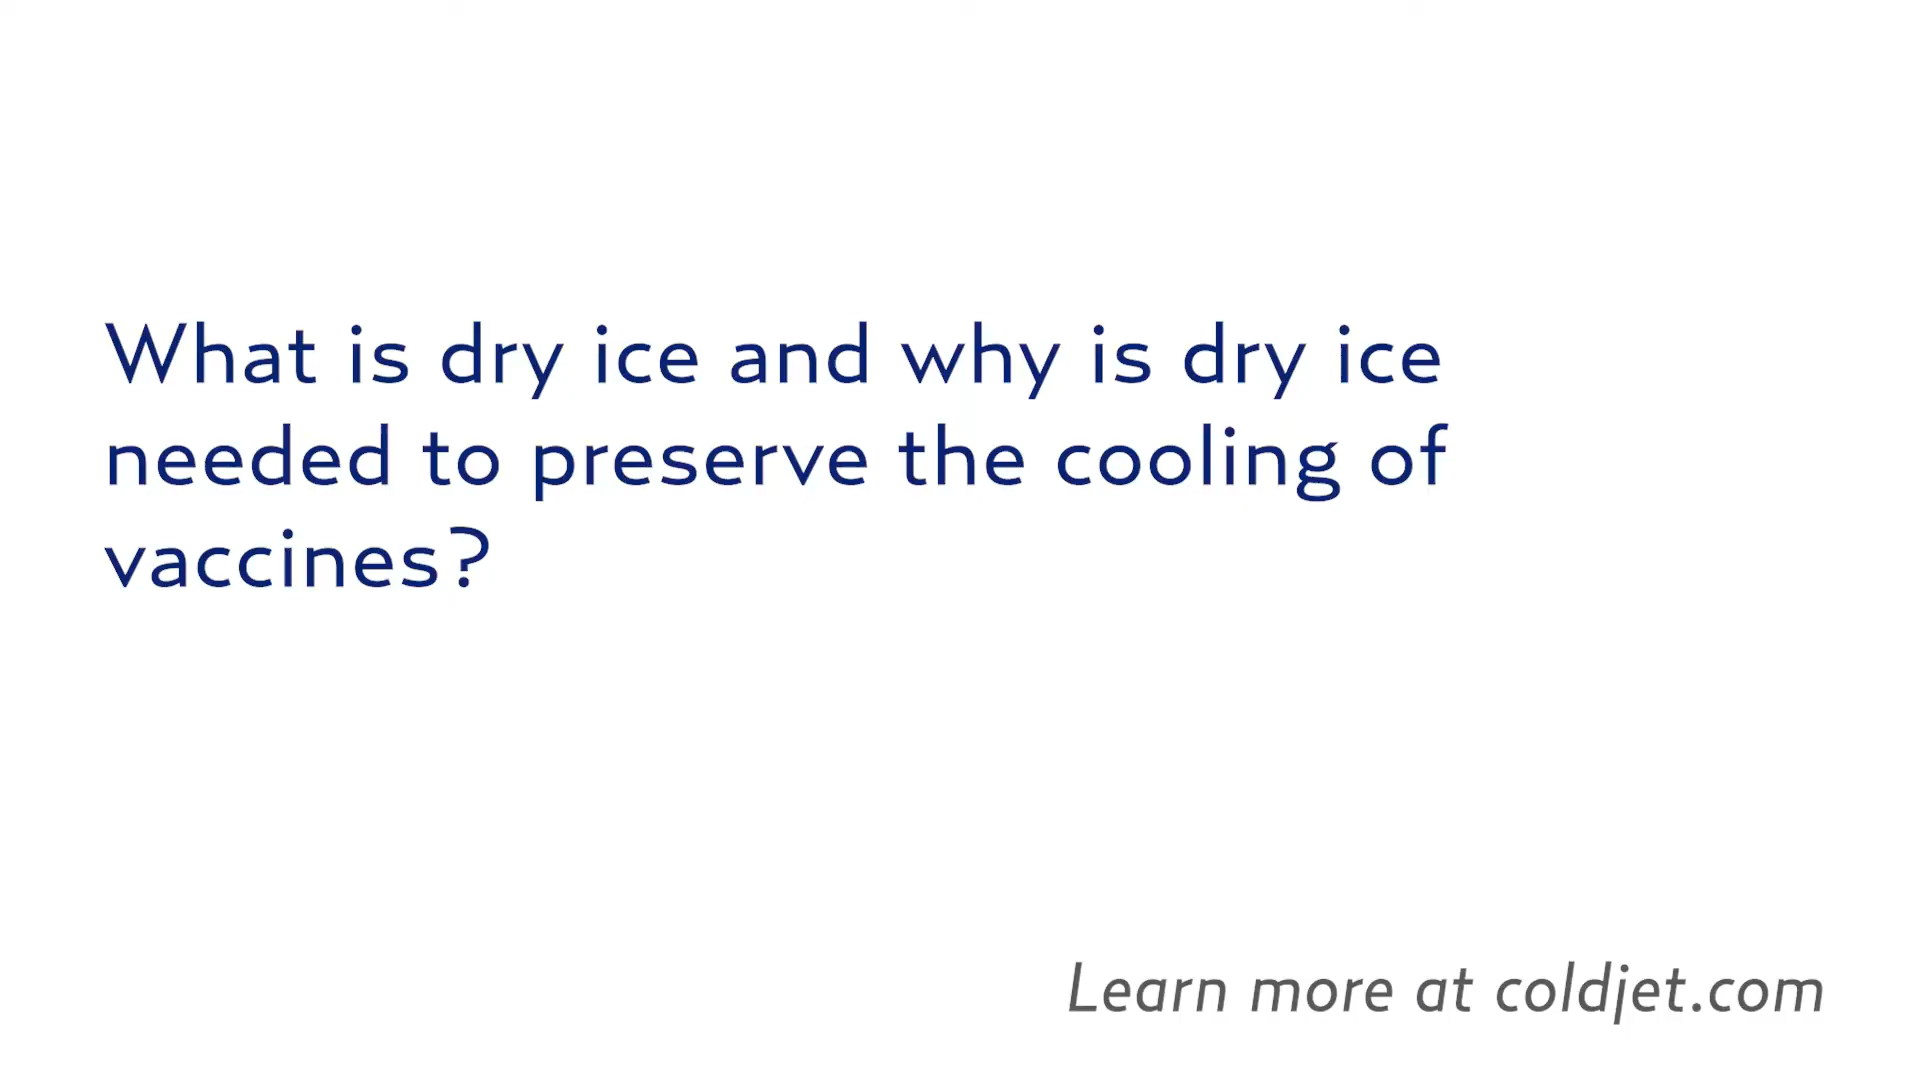 What is dry ice and why is dry ice
needed to preserve the cooling of
vaccines?
Learn more at coldjet.com